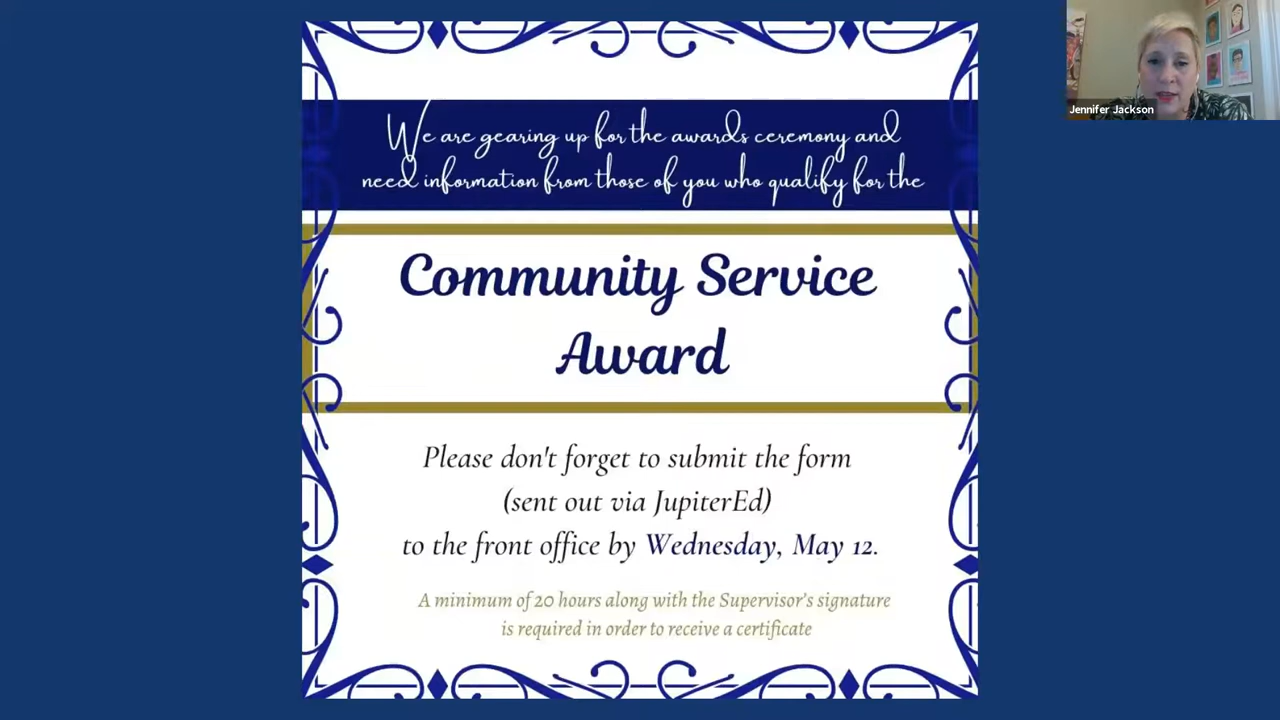 We are gearing up for the awards ceremony and
need information from those of you who qualify for the
Community Service
Award
Please don't forget to submit the form
(sent out via JupiterEd)
to the front office by Wednesday, May 12.
A minimum of 20 hours along with the Supervisor's signature
is required in order to receive a certificate
Jennifer Jackson